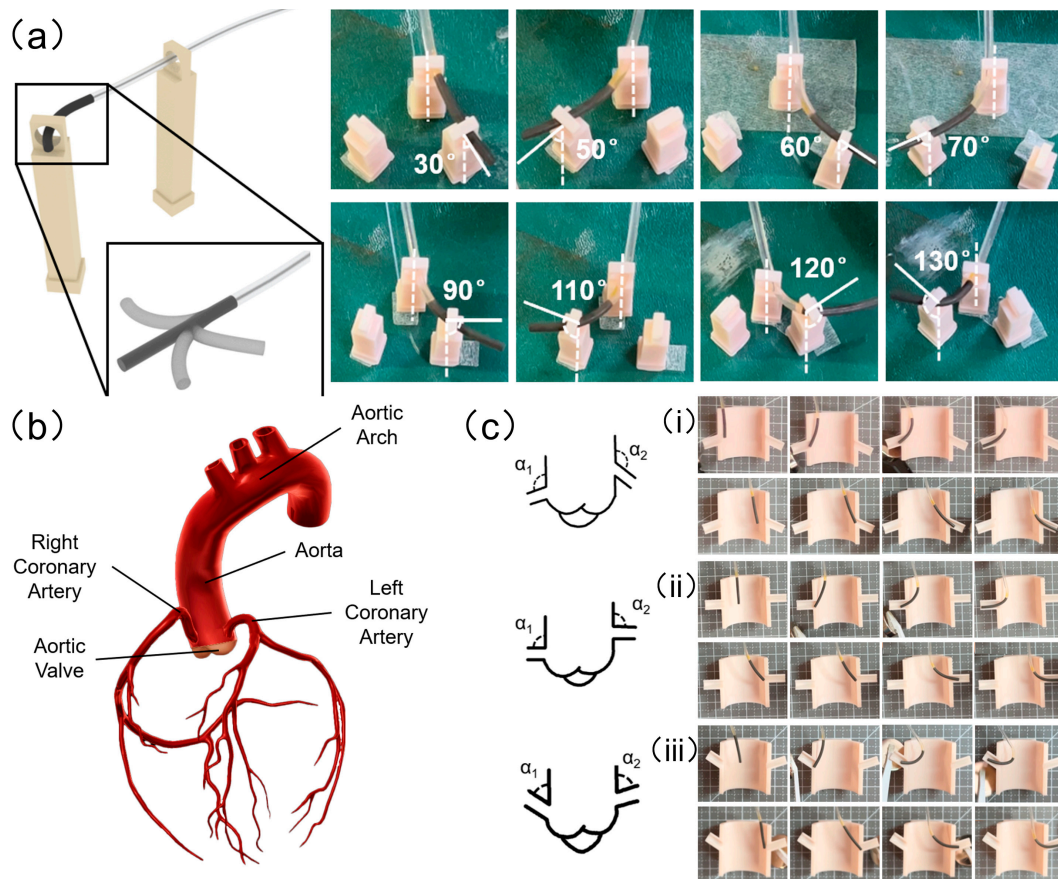 (a)
30°
50°
60°
70°
90°
110°
120°
130°
(b)
Aortic
Arch
Right
Coronary
Artery
Aorta
Left
Coronary
Artery
Aortic
Valve
(c)
α1
α2
α1
α2
α1
α2
(i)
(ii)
(iii)